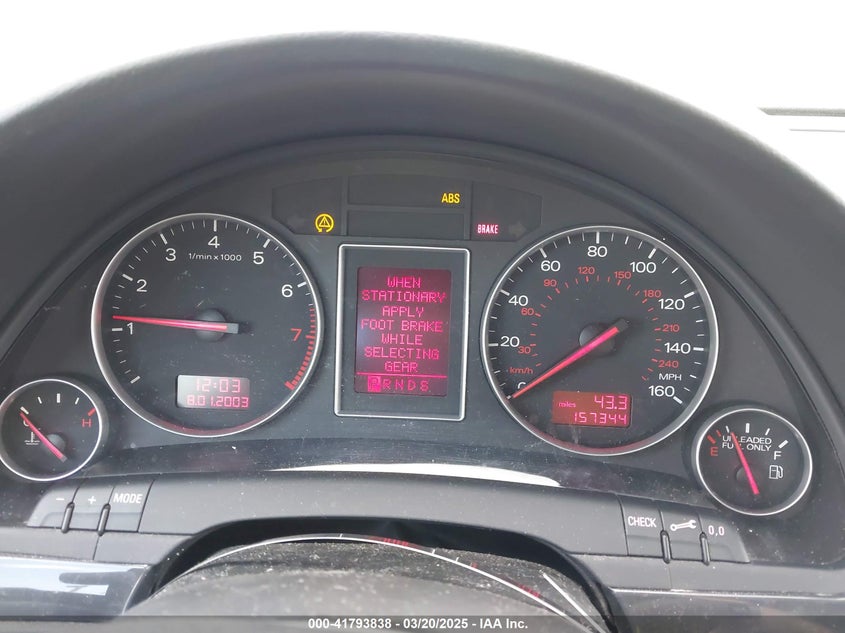 ABS
BRAKE
1 2 3 4 5 6 7
1/min x 1000
12:03
8.01.2003
WHEN
STATIONARY
APPLY
FOOT BRAKE
WHILE
SELECTING
GEAR
PRNDS
20 40 60 80 100 120 140 160
30 60 90 120 150 180 210 240
km/h
MPH
miles 43.3
157344
H
UNLEADED
FUEL ONLY
E F
- + MODE
CHECK 0,0
000-41793838 / 03/20/2025 / © IAA Inc.